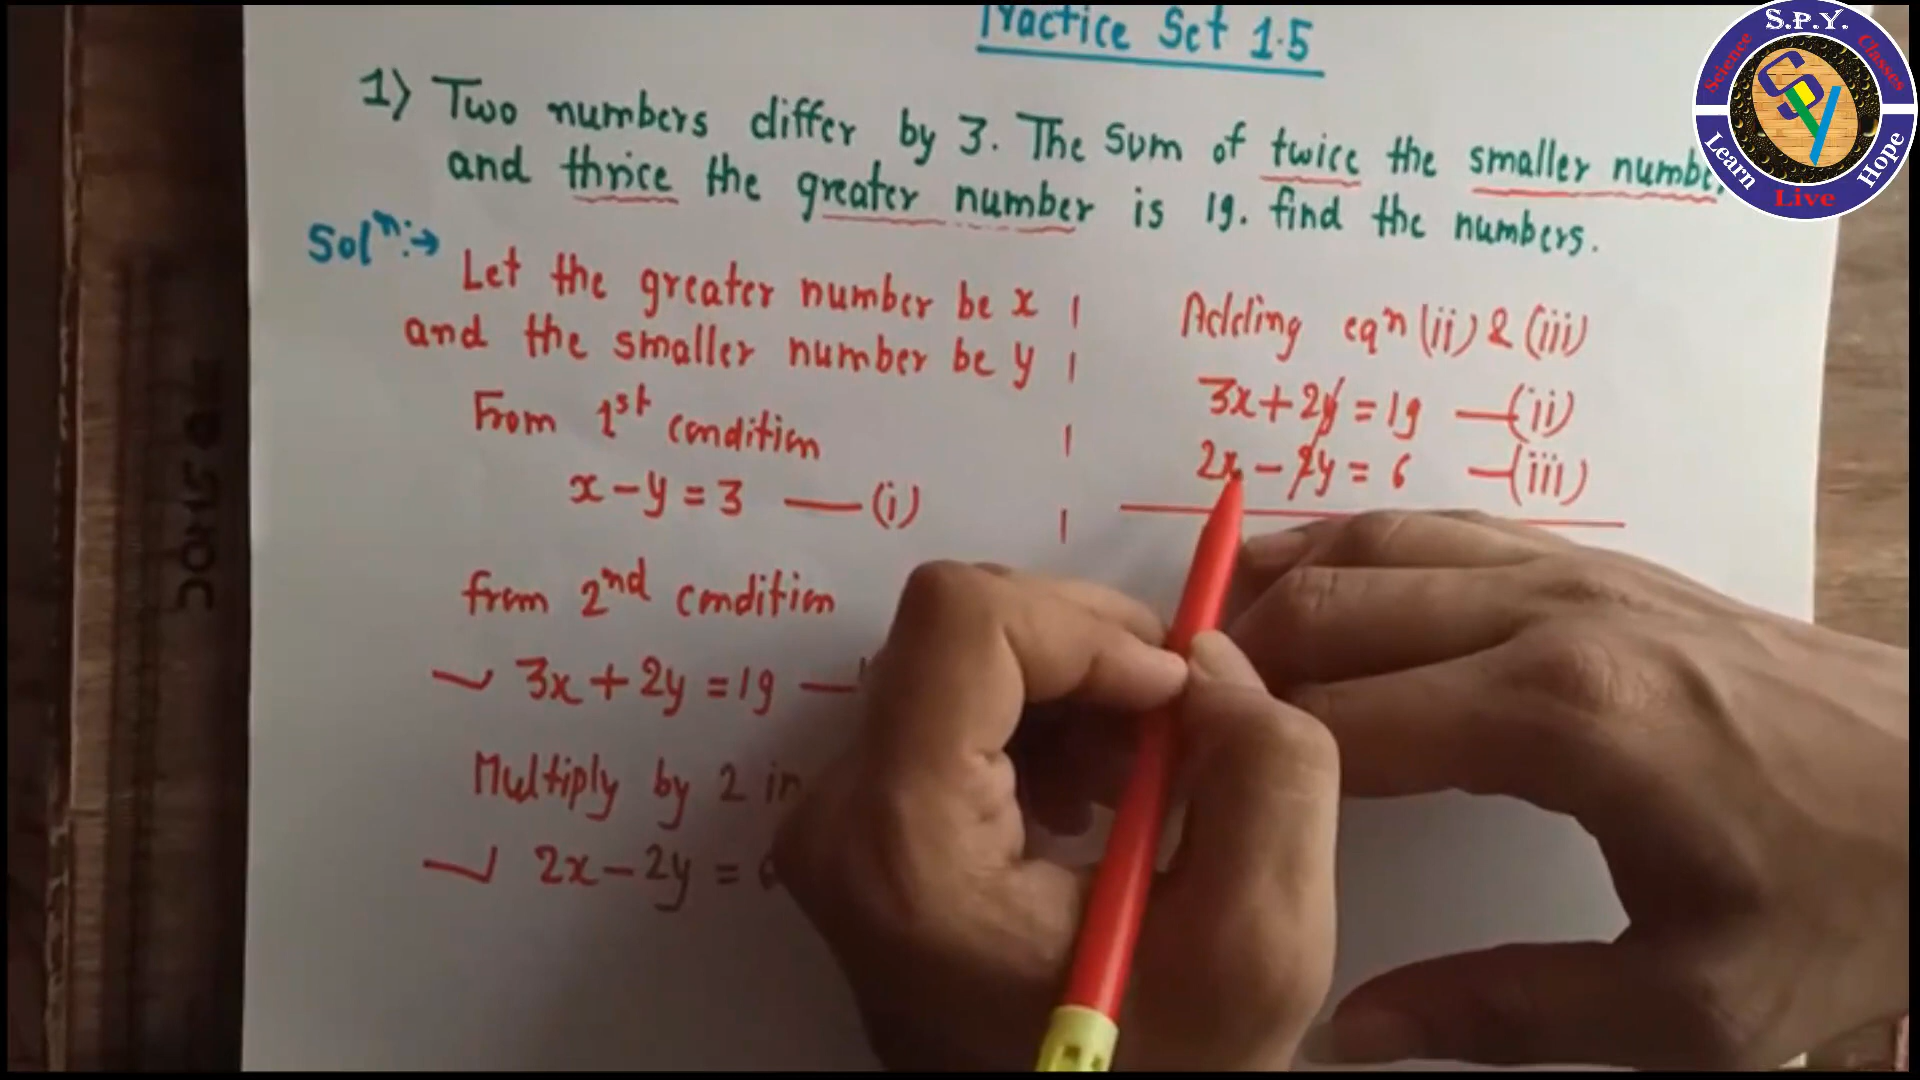 Practice Set 1.5
1) Two numbers differ by 3. The Sum of twice the smaller number
and thrice the greater number is 19. find the numbers.
Solⁿ:→
Let the greater number be x
and the smaller number be y
From 1st condition
x-y=3 —(i)
from 2nd condition
3x+2y=19 —
Multiply by 2 in
2x-2y=
Adding eqⁿ (ii) & (iii)
3x+2y=19 —(ii)
2x-2y=6 —(iii)
S.P.Y.
Science Classes
SPY
Learn Live Hope